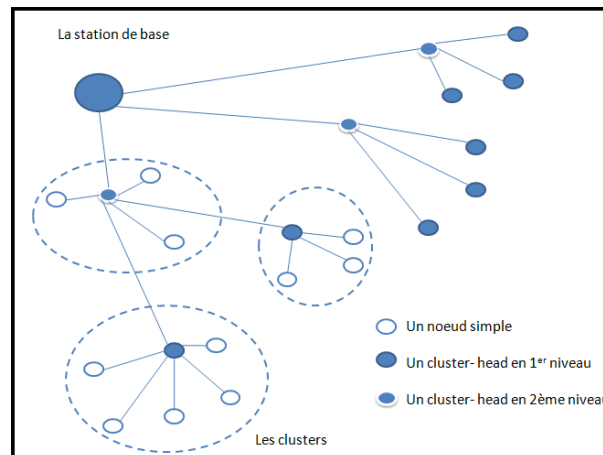 La station de base
Un noeud simple
Un cluster- head en 1er niveau
Un cluster- head en 2ème niveau
Les clusters